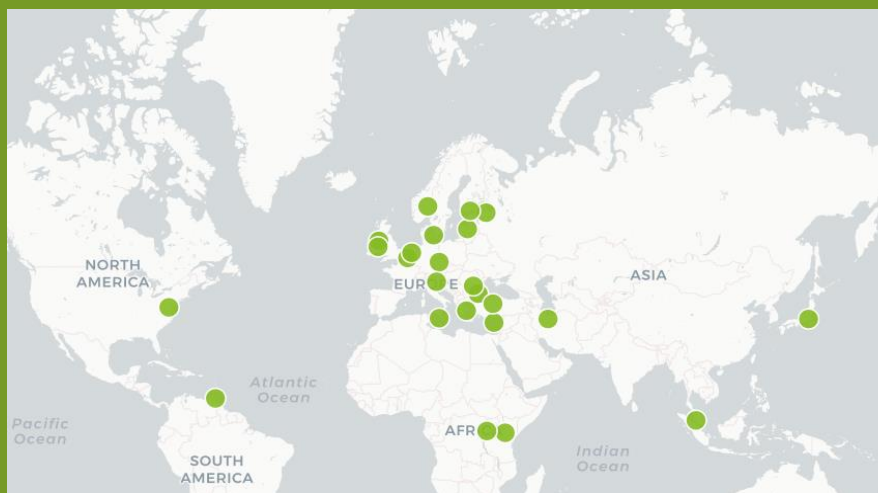 NORTH
AMERICA
ASIA
EUR E
Atlantic
Ocean
Pacific
Ocean
AFR
Indian
Ocean
SOUTH
AMERICA